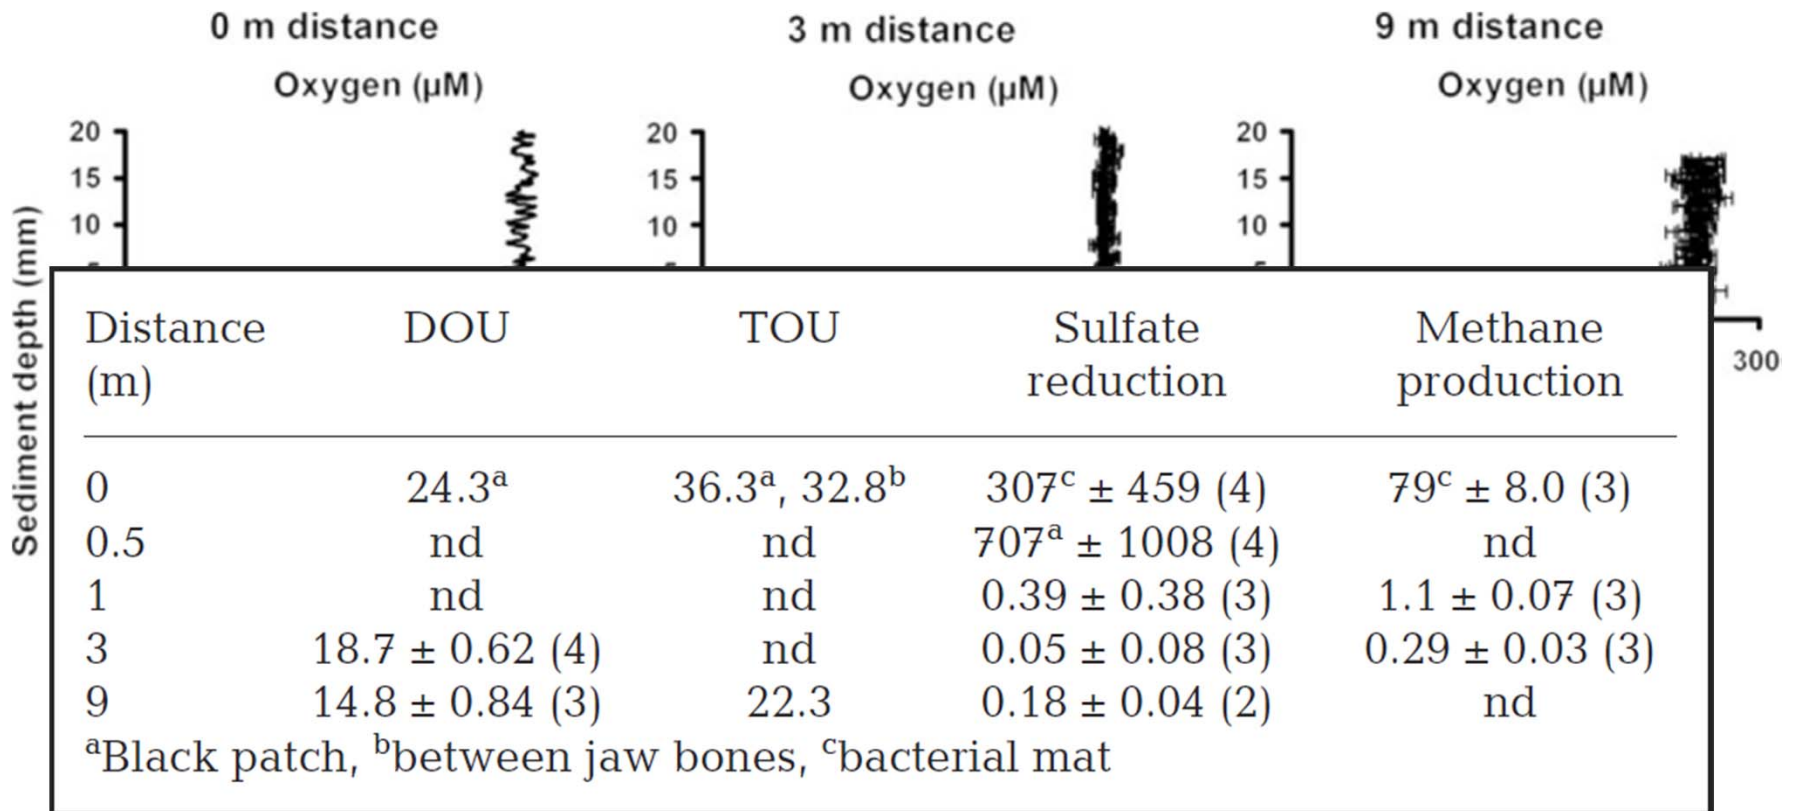 0 m distance 3 m distance 9 m distance
Oxygen (µM) Oxygen (µM) Oxygen (µM)
20 20 20
15 15 15
10 10 10
Sediment depth (mm)
300
Distance (m) DOU TOU Sulfate reduction Methane production
0 24.3ᵃ 36.3ᵃ, 32.8ᵇ 307ᶜ ± 459 (4) 79ᶜ ± 8.0 (3)
0.5 nd nd 707ᵃ ± 1008 (4) nd
1 nd nd 0.39 ± 0.38 (3) 1.1 ± 0.07 (3)
3 18.7 ± 0.62 (4) nd 0.05 ± 0.08 (3) 0.29 ± 0.03 (3)
9 14.8 ± 0.84 (3) 22.3 0.18 ± 0.04 (2) nd
ᵃBlack patch, ᵇbetween jaw bones, ᶜbacterial mat